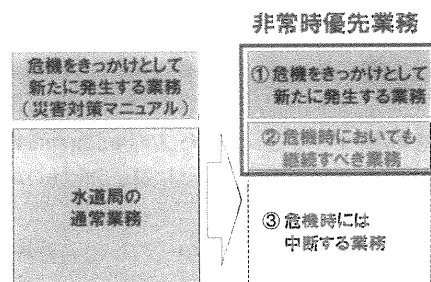 非常時優先業務
危機をきっかけとして
新たに発生する業務
(災害対策マニュアル)
水道局の
通常業務
① 危機をきっかけとして
新たに発生する業務
② 危機時においても
継続すべき業務
③ 危機時には
中断する業務